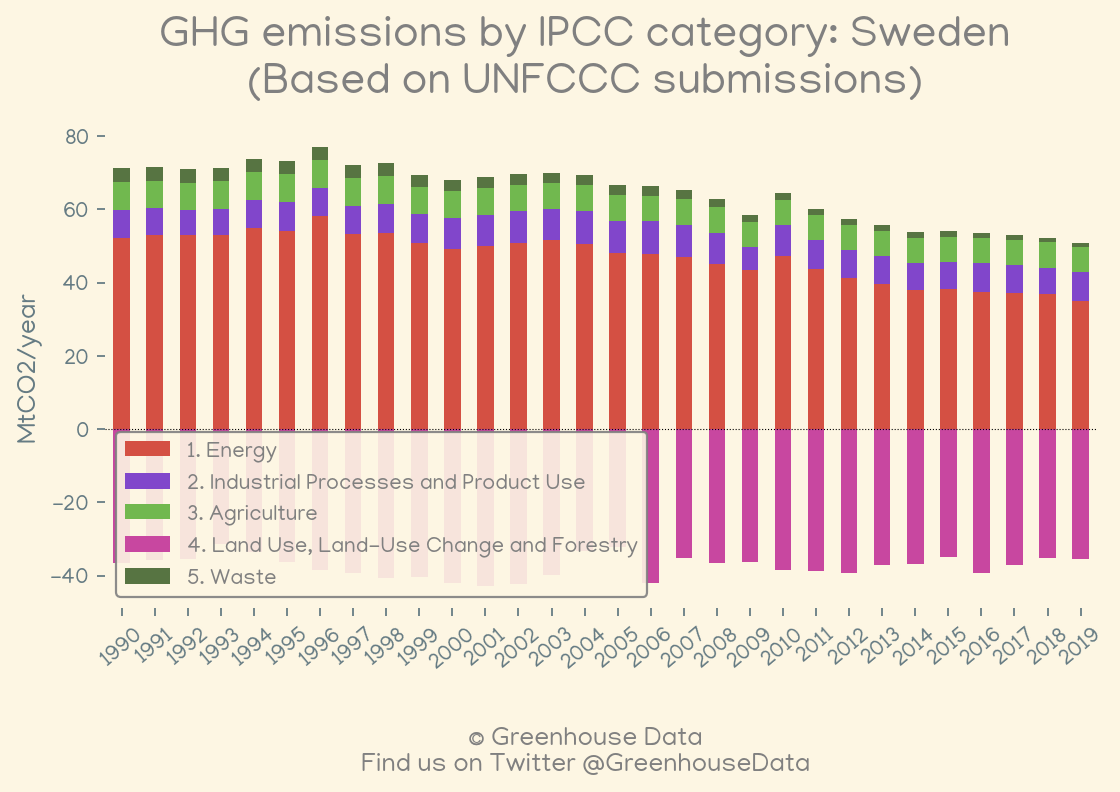 GHG emissions by IPCC category: Sweden
(Based on UNFCCC submissions)
MtCO2/year
80
60
40
20
0
−20
−40
1. Energy
2. Industrial Processes and Product Use
3. Agriculture
4. Land Use, Land-Use Change and Forestry
5. Waste
1990 1991 1992 1993 1994 1995 1996 1997 1998 1999 2000 2001 2002 2003 2004 2005 2006 2007 2008 2009 2010 2011 2012 2013 2014 2015 2016 2017 2018 2019
© Greenhouse Data
Find us on Twitter @GreenhouseData